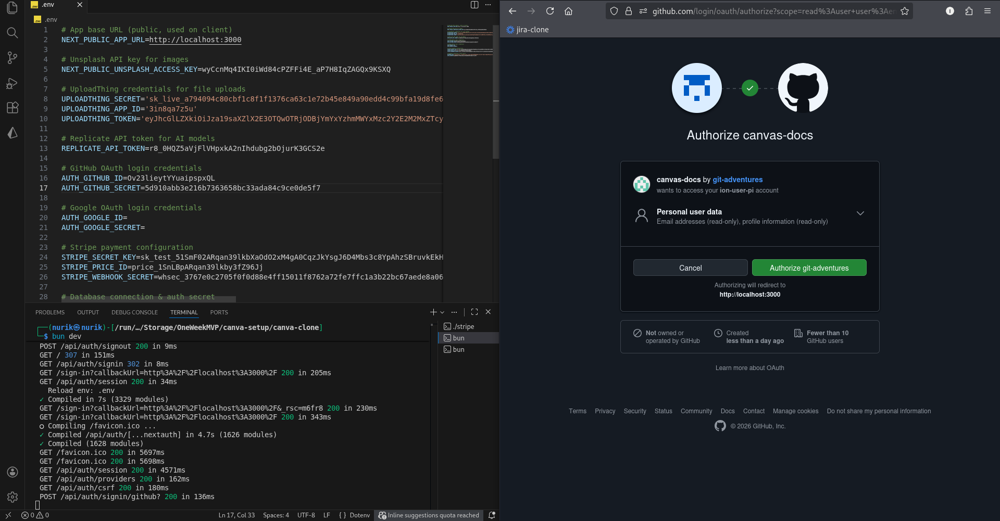 .env
.env
1 # App base URL (public, used on client)
2 NEXT_PUBLIC_APP_URL=http://localhost:3000
3
4 # Unsplash API key for images
5 NEXT_PUBLIC_UNSPLASH_ACCESS_KEY=wyCcnMq4IKI0iWd84cPZFFi4E_aP7H8IqZAGQx9KSXQ
6
7 # UploadThing credentials for file uploads
8 UPLOADTHING_SECRET='sk_live_a794094c80cbf1c8f1f1376ca63c1e72b45e849a90edd4c99bfa19d8fe6
9 UPLOADTHING_APP_ID='3in8qa7z5u'
10 UPLOADTHING_TOKEN='eyJhcGlLZXkiOiJza19saXZlX2E3OTQwOTRjODBjYmYxYzhmMWYxMzc2Y2E2M2MxZTcy
11
12 # Replicate API token for AI models
13 REPLICATE_API_TOKEN=r8_0HQZ5aVjFlVHpxkA2nIhdubg2bOjurK3GCS2e
14
15 # GitHub OAuth login credentials
16 AUTH_GITHUB_ID=Ov23lieytYYuaipspxQL
17 AUTH_GITHUB_SECRET=5d910abb3e216b7363658bc33ada84c9ce0de5f7
18
19 # Google OAuth login credentials
20 AUTH_GOOGLE_ID=
21 AUTH_GOOGLE_SECRET=
22
23 # Stripe payment configuration
24 STRIPE_SECRET_KEY=sk_test_51SmF02ARqan39lkbXaOdO2xM4gA0CqzJkYsgJ6D4Mbs3c8YpAhzSBruvkEkH
25 STRIPE_PRICE_ID=price_1SnLBpARqan39lkby3fZ96Jj
26 STRIPE_WEBHOOK_SECRET=whsec_3767e0c2705f0f0d88e4ff15011f8762a72fe7ffc1a3b22bc67aede8a06
27
28 # Database connection & auth secret
PROBLEMS OUTPUT DEBUG CONSOLE TERMINAL PORTS
(nurik㉿nurik)-[/run/…/Storage/OneWeekMVP/canva-setup/canva-clone]
$ bun dev
POST /api/auth/signout 200 in 9ms
GET / 307 in 151ms
GET /api/auth/signin 302 in 8ms
GET /sign-in?callbackUrl=http%3A%2F%2Flocalhost%3A3000%2F 200 in 205ms
GET /api/auth/session 200 in 34ms
Reload env: .env
✓ Compiled in 7s (3329 modules)
GET /sign-in?callbackUrl=http%3A%2F%2Flocalhost%3A3000%2F&_rsc=m6fr8 200 in 230ms
GET /sign-in?callbackUrl=http%3A%2F%2Flocalhost%3A3000%2F 200 in 343ms
○ Compiling /favicon.ico ...
✓ Compiled /api/auth/[...nextauth] in 4.7s (1626 modules)
✓ Compiled (1628 modules)
GET /favicon.ico 200 in 5697ms
GET /favicon.ico 200 in 5698ms
GET /api/auth/session 200 in 4571ms
GET /api/auth/providers 200 in 162ms
GET /api/auth/csrf 200 in 180ms
POST /api/auth/signin/github? 200 in 136ms
./stripe
bun
bun
0 0 Ln 17, Col 33 Spaces: 4 UTF-8 LF { } Dotenv Inline suggestions quota reached
github.com/login/oauth/authorize?scope=read%3Auser+user%3Aem
jira-clone
Authorize canvas-docs
canvas-docs by git-adventures
wants to access your ion-user-pi account
Personal user data
Email addresses (read-only), profile information (read-only)
Cancel
Authorize git-adventures
Authorizing will redirect to
http://localhost:3000
Not owned or
operated by GitHub
Created
less than a day ago
Fewer than 10
GitHub users
Learn more about OAuth
Terms Privacy Security Status Community Docs Contact Manage cookies Do not share my personal information
© 2026 GitHub, Inc.